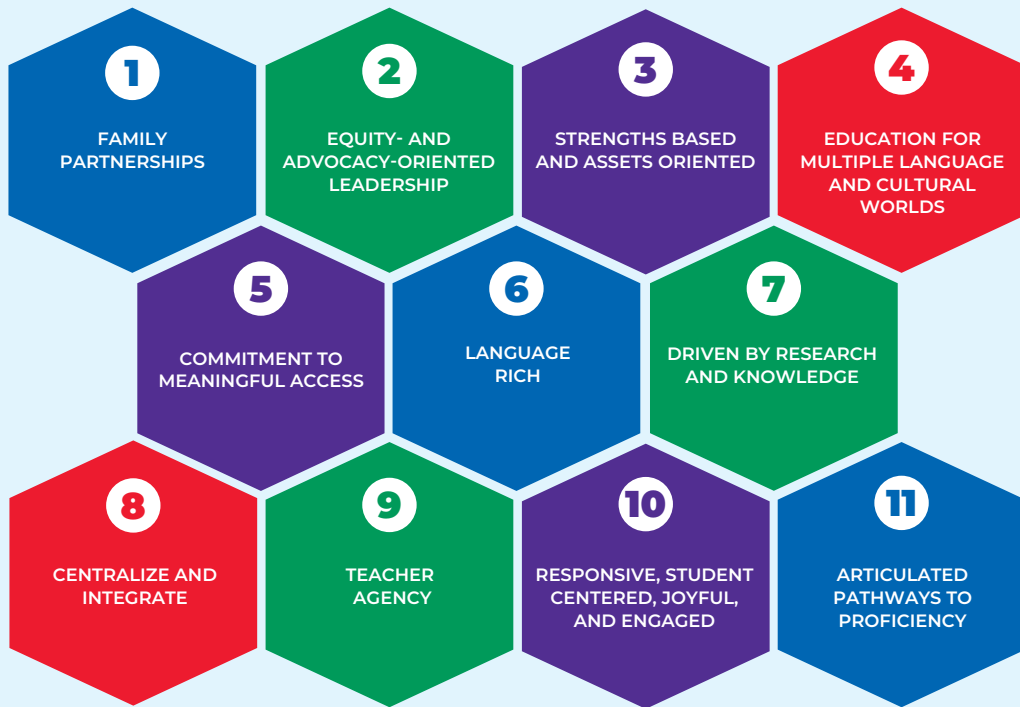 1
FAMILY
PARTNERSHIPS
2
EQUITY- AND
ADVOCACY-ORIENTED
LEADERSHIP
3
STRENGTHS BASED
AND ASSETS ORIENTED
4
EDUCATION FOR
MULTIPLE LANGUAGE
AND CULTURAL
WORLDS
5
COMMITMENT TO
MEANINGFUL ACCESS
6
LANGUAGE
RICH
7
DRIVEN BY RESEARCH
AND KNOWLEDGE
8
CENTRALIZE AND
INTEGRATE
9
TEACHER
AGENCY
10
RESPONSIVE, STUDENT
CENTERED, JOYFUL,
AND ENGAGED
11
ARTICULATED
PATHWAYS TO
PROFICIENCY